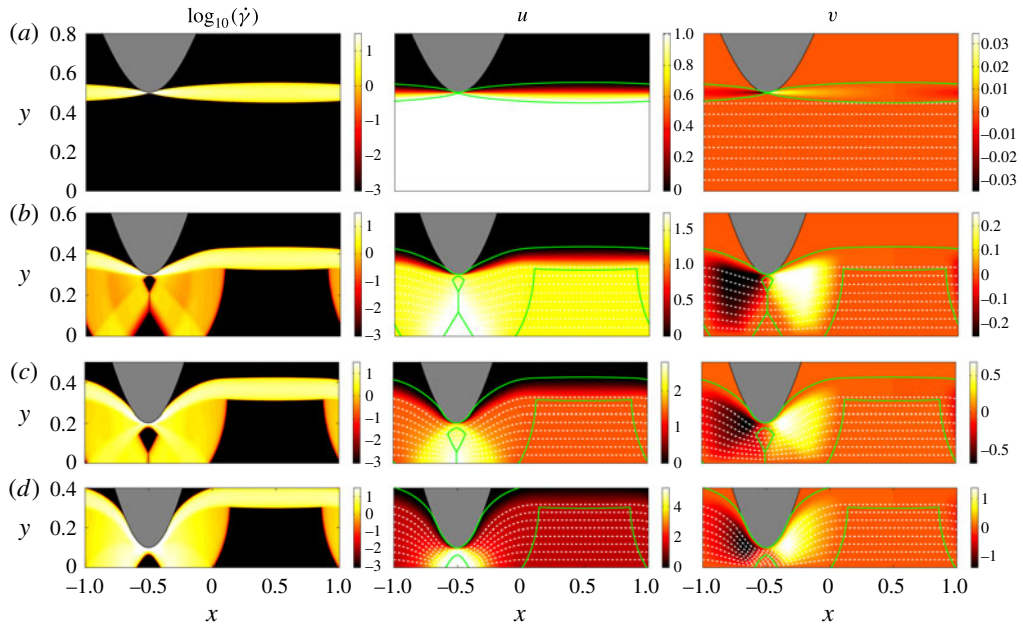 log10(γ̇) u v
(a) 0.8 0.6 0.4 0.2 0 y 1 0 −1 −2 −3 1.0 0.8 0.6 0.4 0.2 0 0.03 0.02 0.01 0 −0.01 −0.02 −0.03
(b) 0.6 0.4 0.2 0 y 1 0 −1 −2 −3 1.5 1.0 0.5 0 0.2 0.1 0 −0.1 −0.2
(c) 0.4 0.2 0 y 1 0 −1 −2 −3 2 1 0 0.5 0 −0.5
(d) 0.4 0.2 0 y 1 0 −1 −2 −3 4 2 0 1 0 −1
−1.0 −0.5 0 0.5 1.0 −1.0 −0.5 0 0.5 1.0 −1.0 −0.5 0 0.5 1.0
x x x